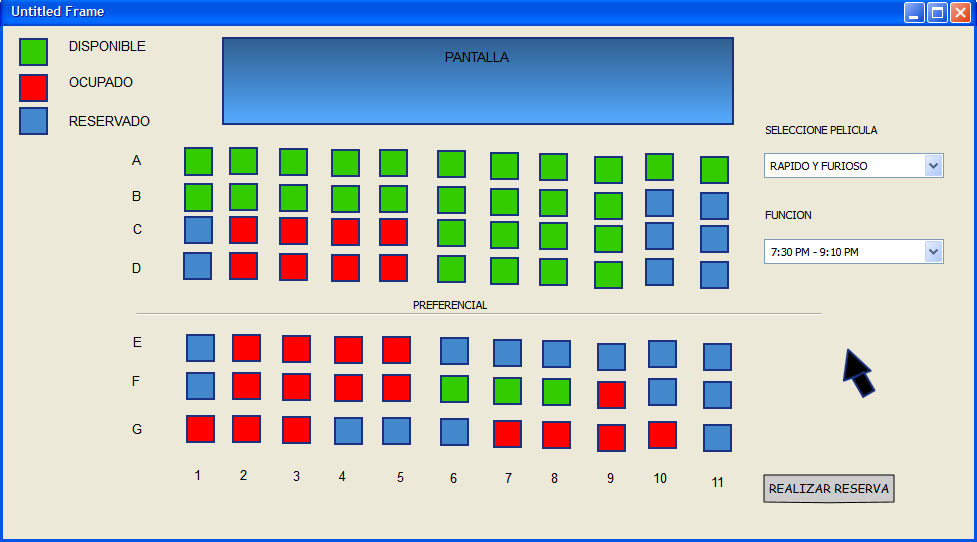 Untitled Frame
DISPONIBLE
OCUPADO
RESERVADO
PANTALLA
SELECCIONE PELICULA
RAPIDO Y FURIOSO
FUNCION
7:30 PM - 9:10 PM
A
B
C
D
PREFERENCIAL
E
F
G
1 2 3 4 5 6 7 8 9 10 11
REALIZAR RESERVA